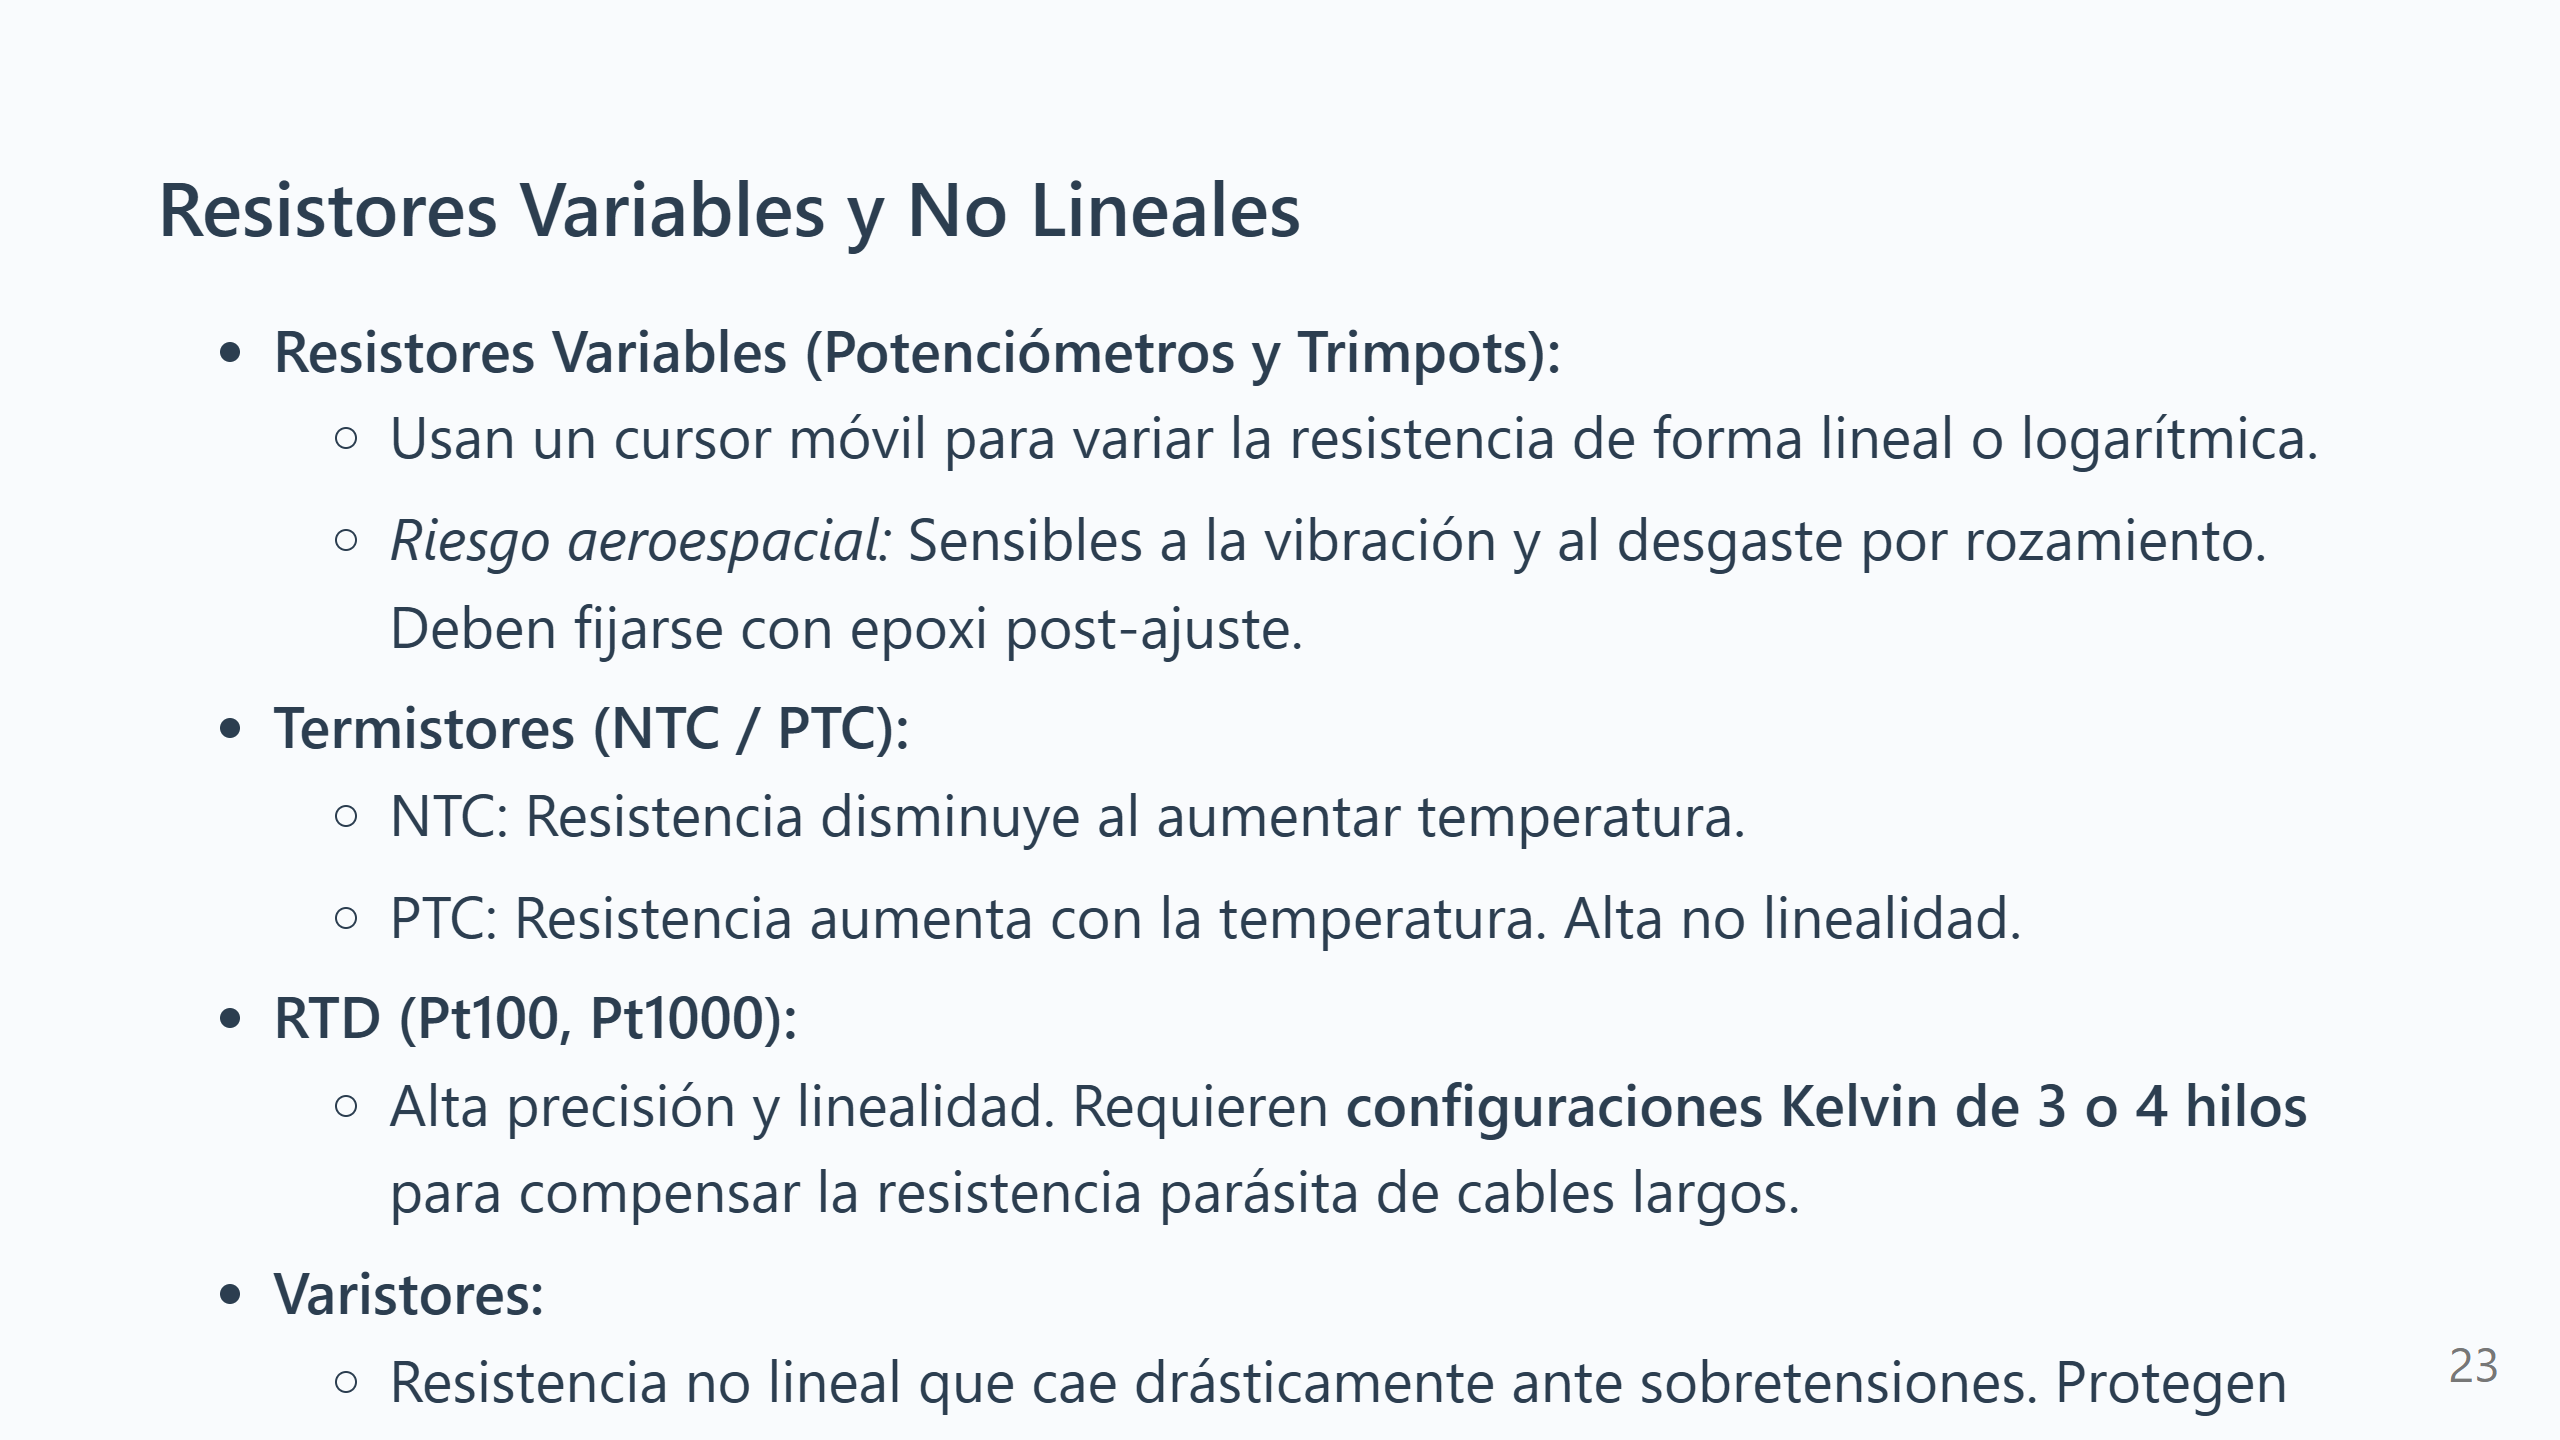 Resistores Variables y No Lineales
• Resistores Variables (Potenciómetros y Trimpots):
○ Usan un cursor móvil para variar la resistencia de forma lineal o logarítmica.
○ Riesgo aeroespacial: Sensibles a la vibración y al desgaste por rozamiento.
Deben fijarse con epoxi post-ajuste.
• Termistores (NTC / PTC):
○ NTC: Resistencia disminuye al aumentar temperatura.
○ PTC: Resistencia aumenta con la temperatura. Alta no linealidad.
• RTD (Pt100, Pt1000):
○ Alta precisión y linealidad. Requieren configuraciones Kelvin de 3 o 4 hilos
para compensar la resistencia parásita de cables largos.
• Varistores:
○ Resistencia no lineal que cae drásticamente ante sobretensiones. Protegen
23